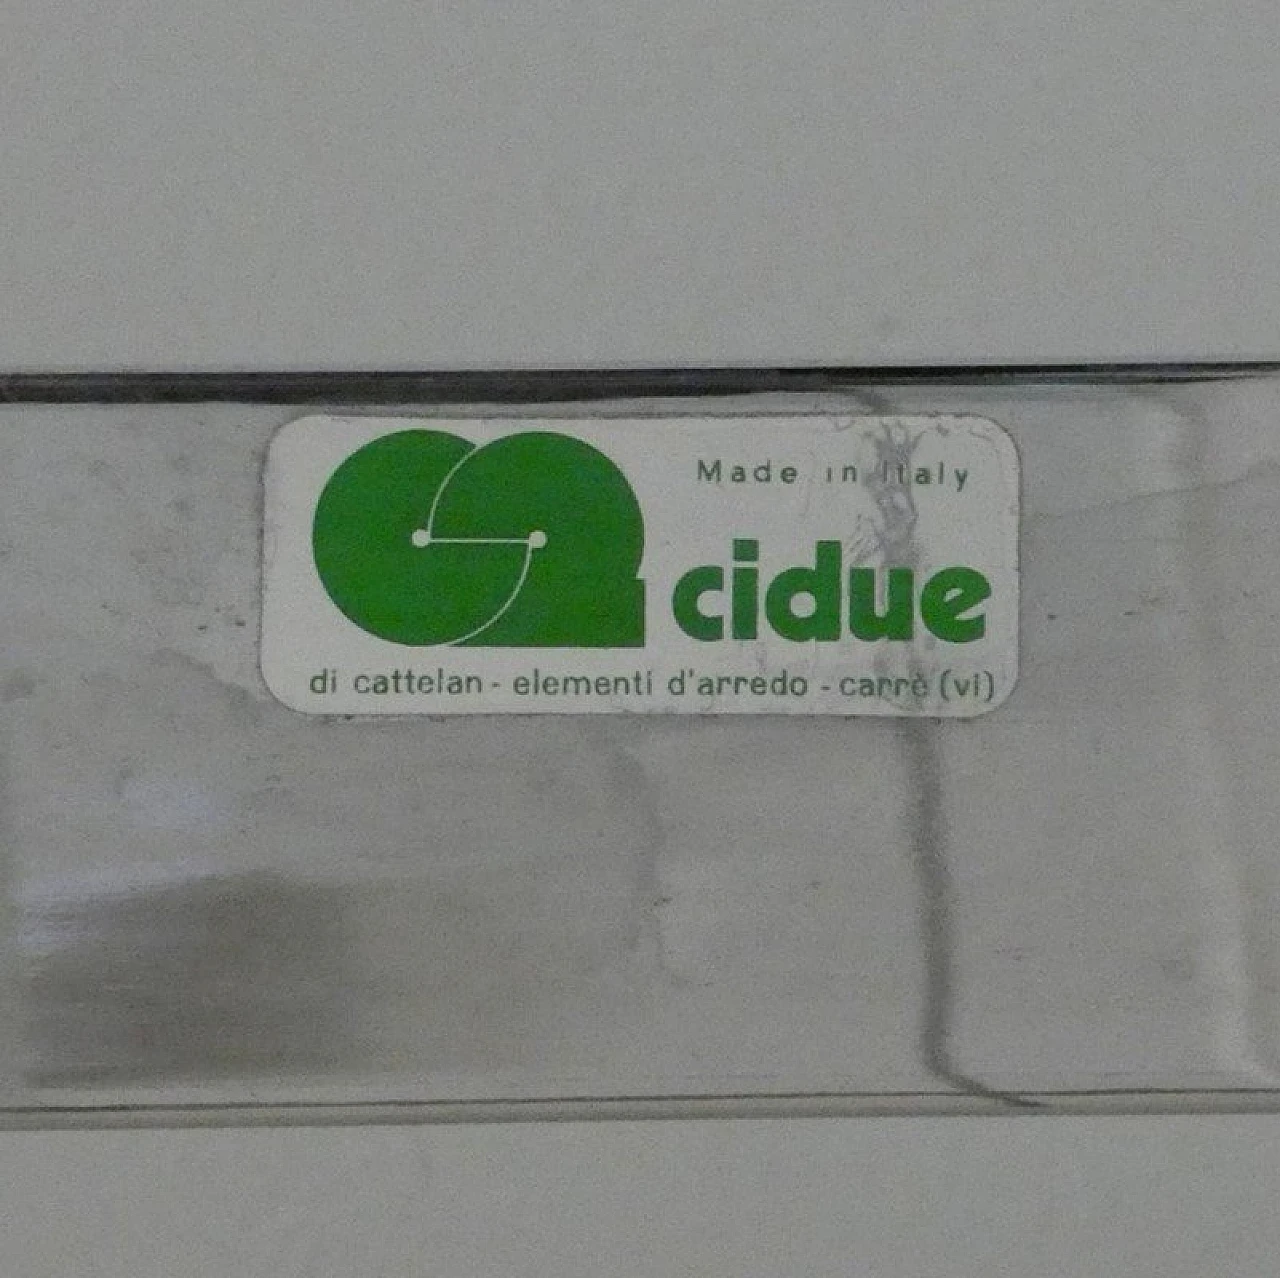 Made in Italy
cidue
di cattelan - elementi d'arredo - carrè (vi)